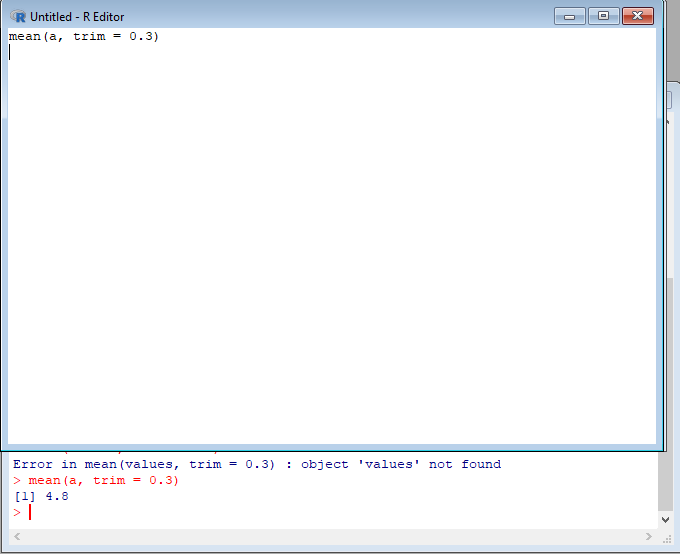 Untitled - R Editor
mean(a, trim = 0.3)
Error in mean(values, trim = 0.3) : object 'values' not found
> mean(a, trim = 0.3)
[1] 4.8
>